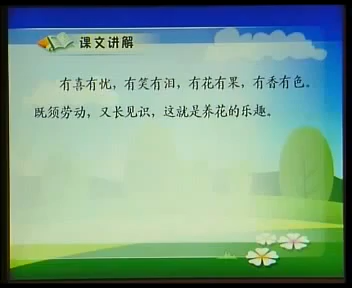 课文讲解
有喜有忧，有笑有泪，有花有果，有香有色。
既须劳动，又长见识，这就是养花的乐趣。